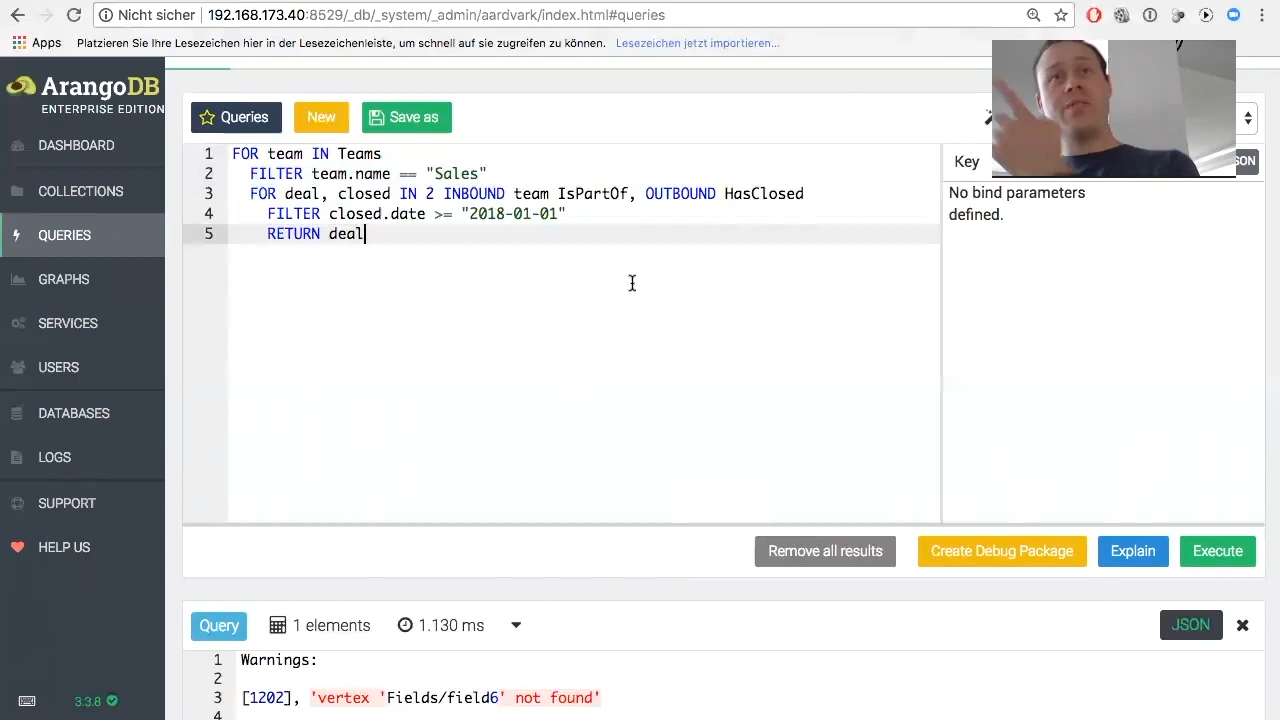 Nicht sicher | 192.168.173.40:8529/_db/_system/_admin/aardvark/index.html#queries
Apps Platzieren Sie Ihre Lesezeichen hier in der Lesezeichenleiste, um schnell auf sie zugreifen zu können. Lesezeichen jetzt importieren...
ArangoDB
ENTERPRISE EDITION
DASHBOARD
COLLECTIONS
QUERIES
GRAPHS
SERVICES
USERS
DATABASES
LOGS
SUPPORT
HELP US
3.3.8
Queries New Save as
1 FOR team IN Teams
2 FILTER team.name == "Sales"
3 FOR deal, closed IN 2 INBOUND team IsPartOf, OUTBOUND HasClosed
4 FILTER closed.date >= "2018-01-01"
5 RETURN deal
Key
No bind parameters
defined.
Remove all results Create Debug Package Explain Execute
Query 1 elements 1.130 ms JSON
1 Warnings:
2
3 [1202], 'vertex 'Fields/field6' not found'
4